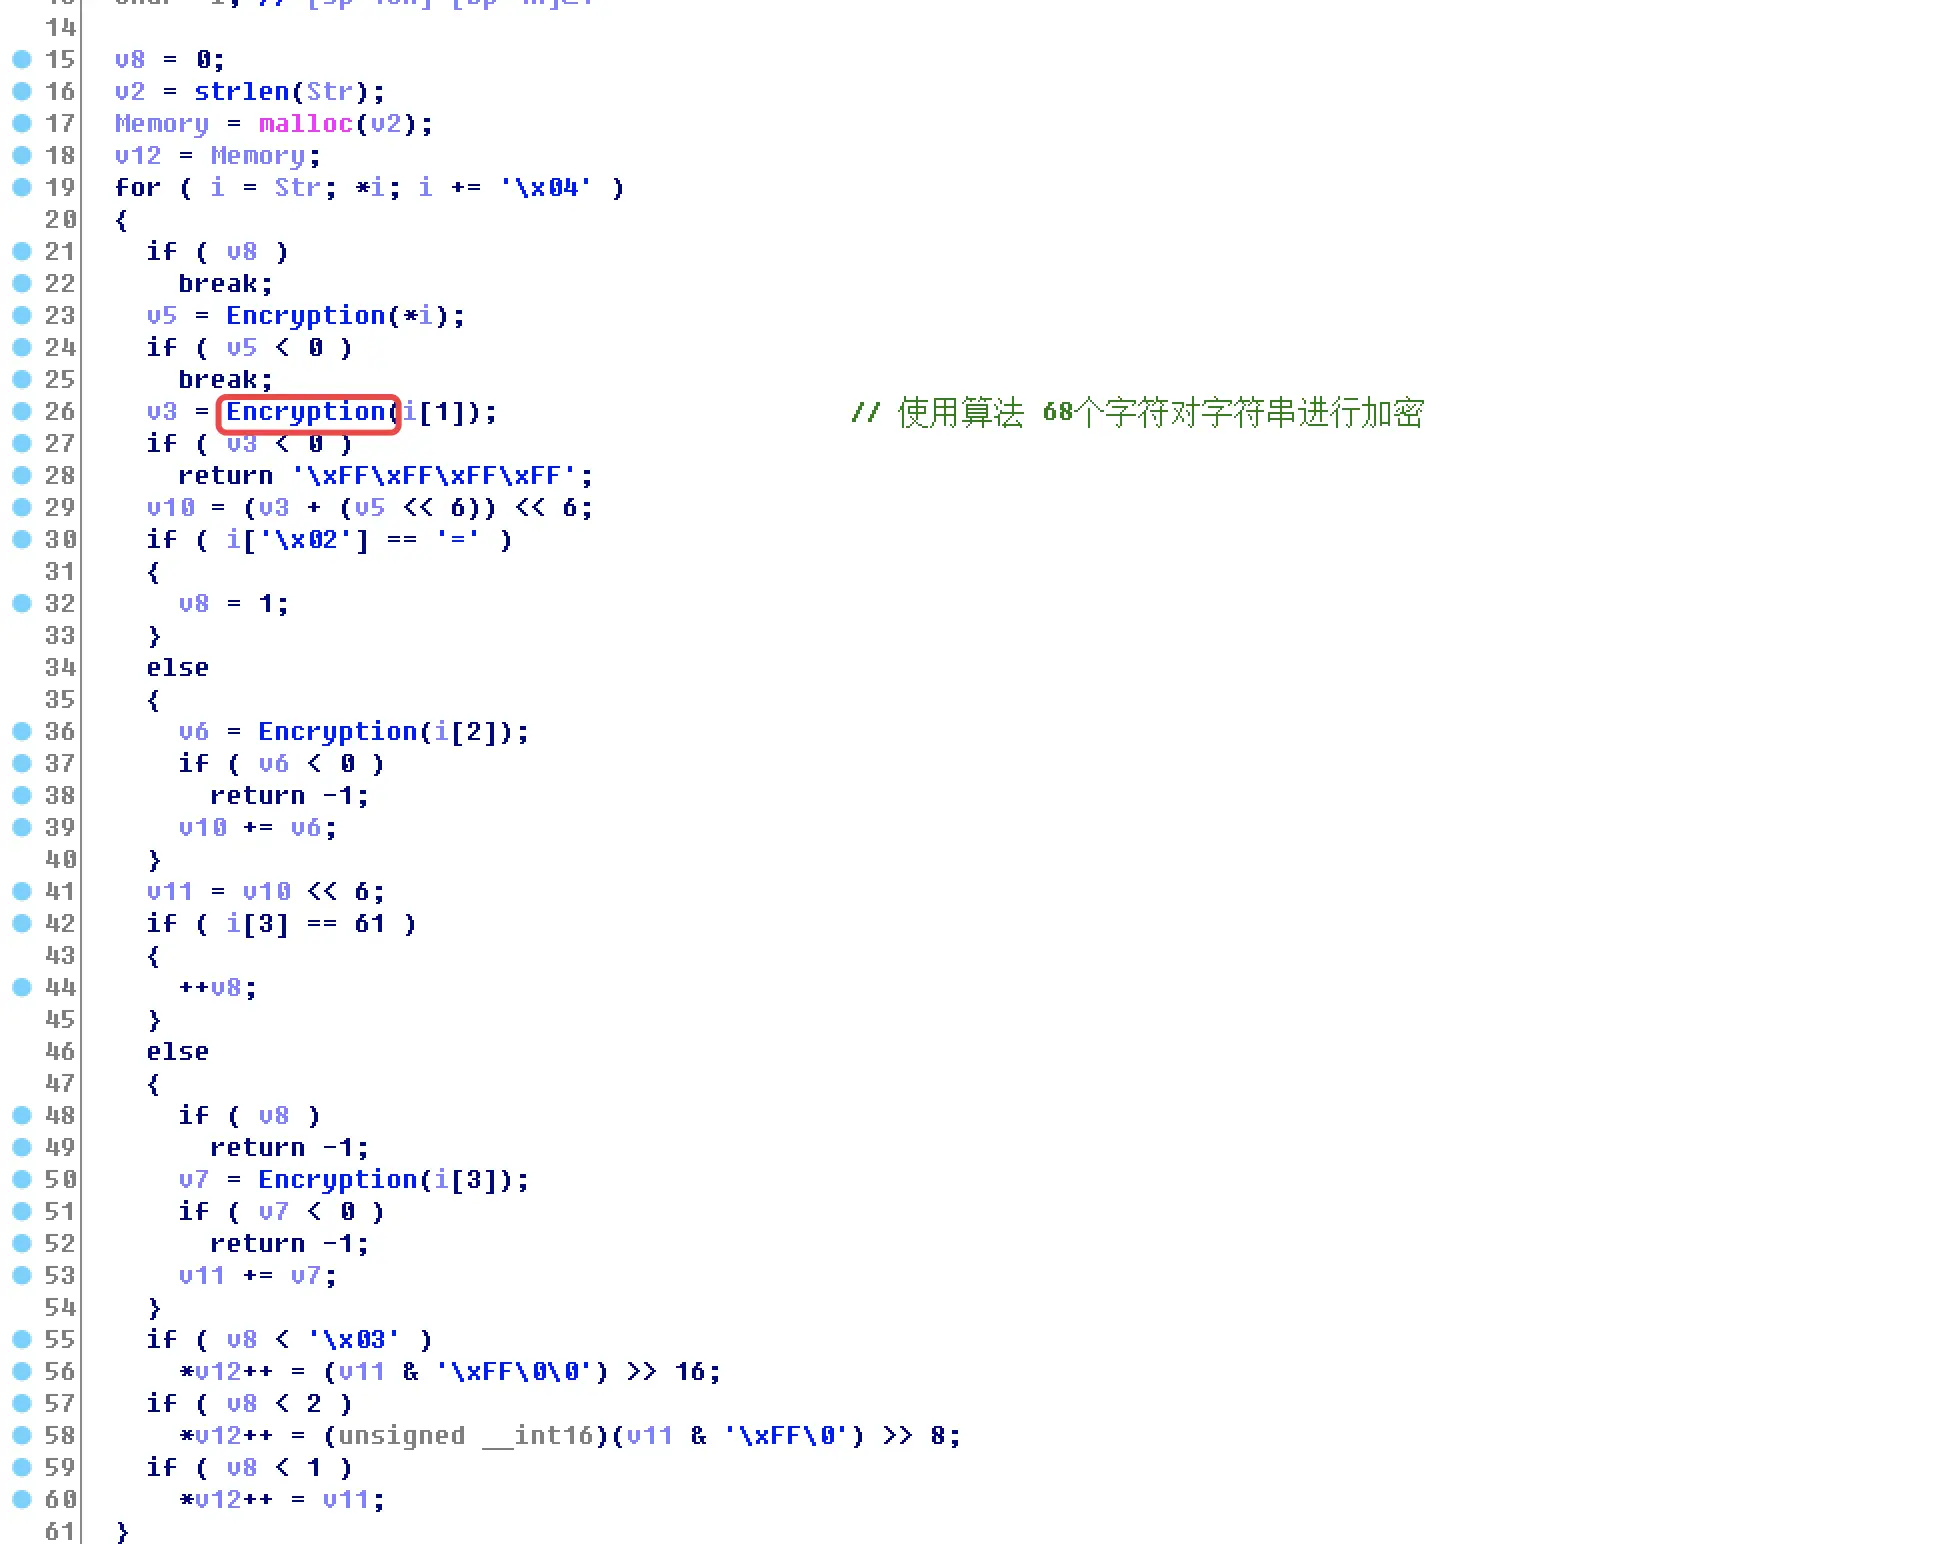 14
15 v8 = 0;
16 v2 = strlen(Str);
17 Memory = malloc(v2);
18 v12 = Memory;
19 for ( i = Str; *i; i += '\x04' )
20 {
21 if ( v8 )
22 break;
23 v5 = Encryption(*i);
24 if ( v5 < 0 )
25 break;
26 v3 = Encryption(i[1]); // 使用算法 68个字符对字符串进行加密
27 if ( v3 < 0 )
28 return '\xFF\xFF\xFF\xFF';
29 v10 = (v3 + (v5 << 6)) << 6;
30 if ( i['\x02'] == '=' )
31 {
32 v8 = 1;
33 }
34 else
35 {
36 v6 = Encryption(i[2]);
37 if ( v6 < 0 )
38 return -1;
39 v10 += v6;
40 }
41 v11 = v10 << 6;
42 if ( i[3] == 61 )
43 {
44 ++v8;
45 }
46 else
47 {
48 if ( v8 )
49 return -1;
50 v7 = Encryption(i[3]);
51 if ( v7 < 0 )
52 return -1;
53 v11 += v7;
54 }
55 if ( v8 < '\x03' )
56 *v12++ = (v11 & '\xFF\0\0') >> 16;
57 if ( v8 < 2 )
58 *v12++ = (unsigned __int16)(v11 & '\xFF\0') >> 8;
59 if ( v8 < 1 )
60 *v12++ = v11;
61 }